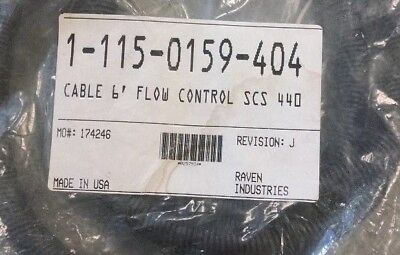 1-115-0159-404
CABLE 6' FLOW CONTROL SCS 440
MO#: 174246
REVISION: J
MADE IN USA
RAVEN
INDUSTRIES